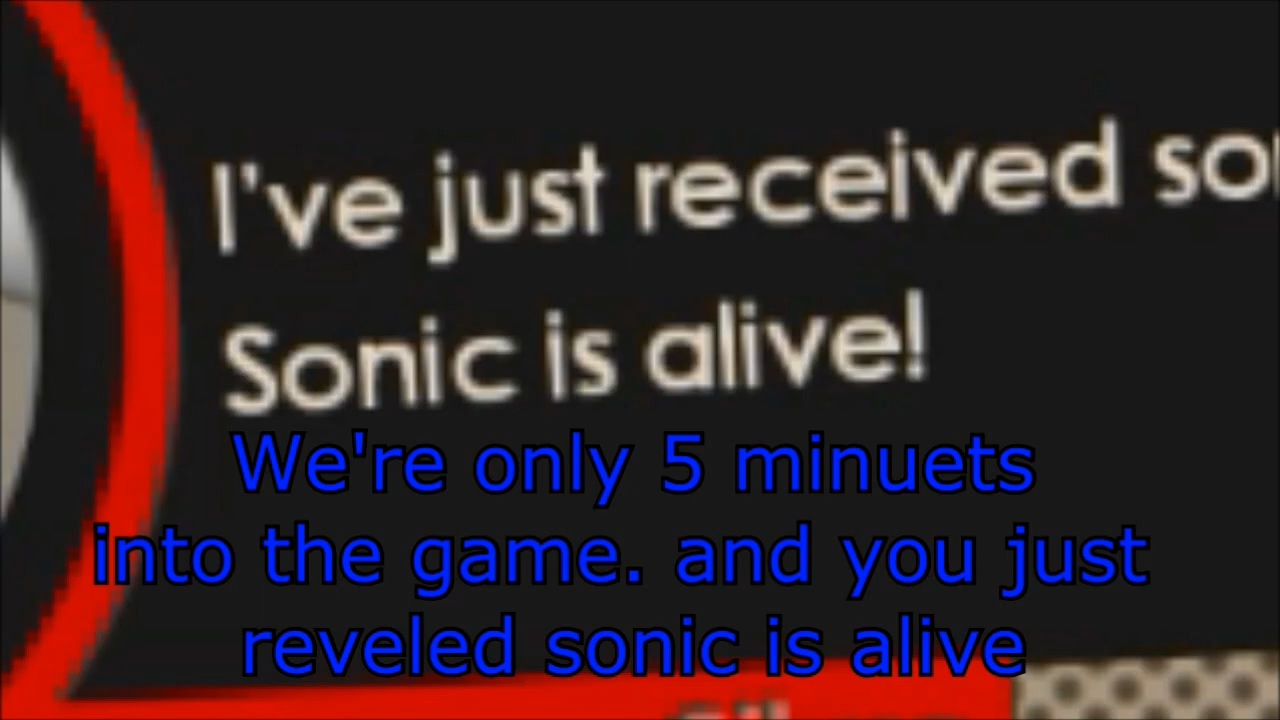 I've just received so
Sonic is alive!
We're only 5 minuets
into the game. and you just
reveled sonic is alive